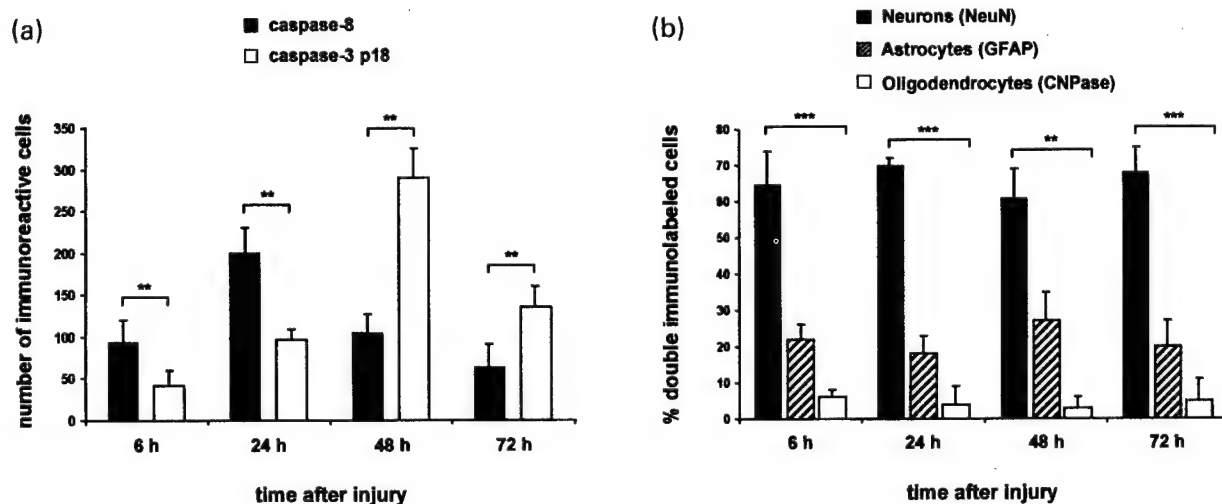 (a)
caspase-8
caspase-3 p18
number of immunoreactive cells
350
300
250
200
150
100
50
0
**
**
**
**
6 h
24 h
48 h
72 h
time after injury
(b)
Neurons (NeuN)
Astrocytes (GFAP)
Oligodendrocytes (CNPase)
% double immunolabeled cells
80
70
60
50
40
30
20
10
0
***
***
**
***
6 h
24 h
48 h
72 h
time after injury